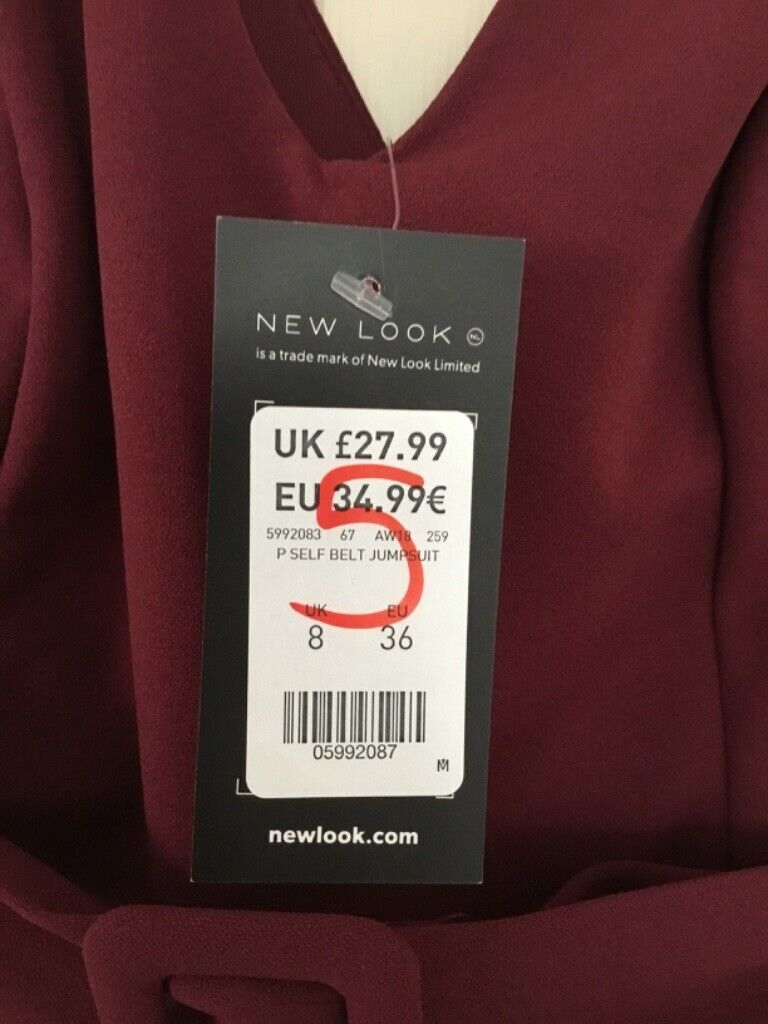 NEW LOOK NL
is a trade mark of New Look Limited
UK £27.99
EU 34.99€
5
5992083 67 AW18 259
P SELF BELT JUMPSUIT
UK EU
8 36
05992087
M
newlook.com